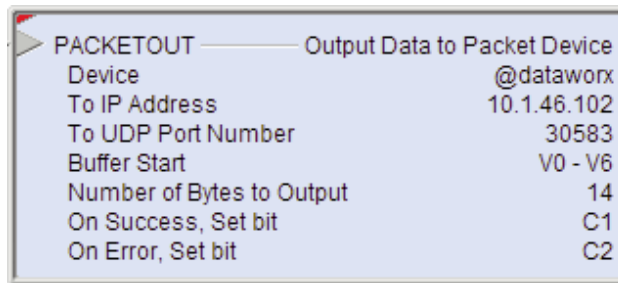 PACKETOUT Output Data to Packet Device
Device @dataworx
To IP Address 10.1.46.102
To UDP Port Number 30583
Buffer Start V0 - V6
Number of Bytes to Output 14
On Success, Set bit C1
On Error, Set bit C2